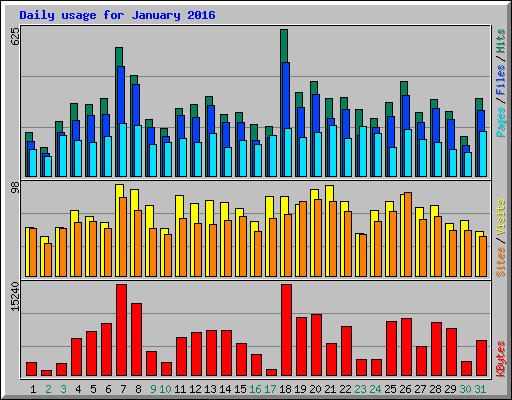 Daily usage for January 2016
625
Pages / Files / Hits
98
Sites / Visits
15240
KBytes
1 2 3 4 5 6 7 8 9 10 11 12 13 14 15 16 17 18 19 20 21 22 23 24 25 26 27 28 29 30 31